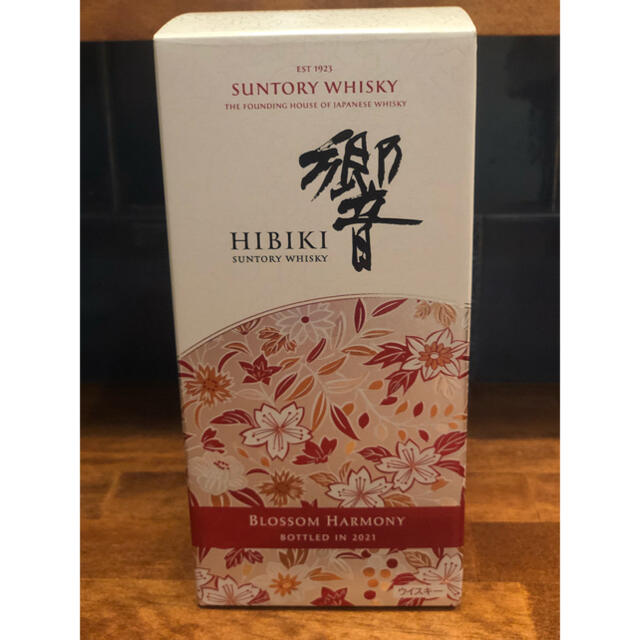 EST 1923
SUNTORY WHISKY
THE FOUNDING HOUSE OF JAPANESE WHISKY
響
HIBIKI
SUNTORY WHISKY
BLOSSOM HARMONY
BOTTLED IN 2021
ウイスキー